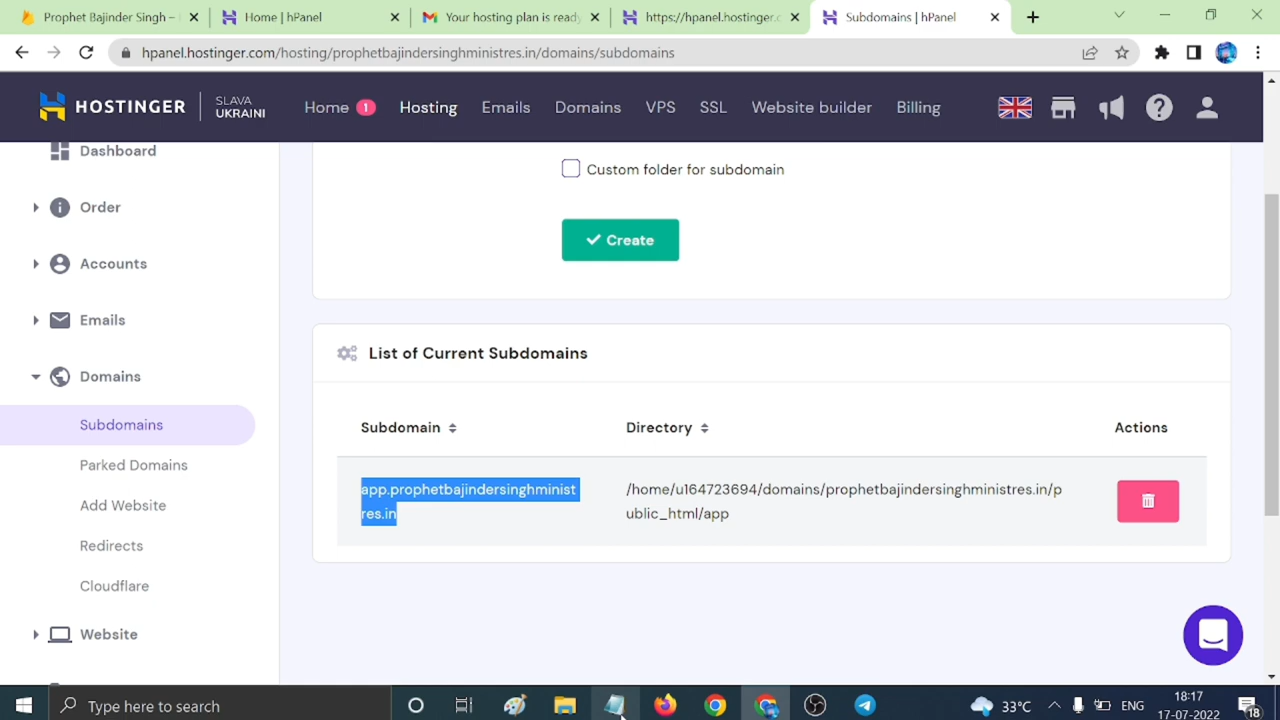 Prophet Bajinder Singh –
Home | hPanel
Your hosting plan is ready
https://hpanel.hostinger.c
Subdomains | hPanel
hpanel.hostinger.com/hosting/prophetbajindersinghministres.in/domains/subdomains
HOSTINGER
SLAVA
UKRAINI
Home 1 Hosting Emails Domains VPS SSL Website builder Billing
Dashboard
Order
Accounts
Emails
Domains
Subdomains
Parked Domains
Add Website
Redirects
Cloudflare
Website
Custom folder for subdomain
Create
List of Current Subdomains
Subdomain Directory Actions
app.prophetbajindersinghminist
res.in
/home/u164723694/domains/prophetbajindersinghministres.in/p
ublic_html/app
Type here to search
33°C
ENG
18:17
17-07-2022
18